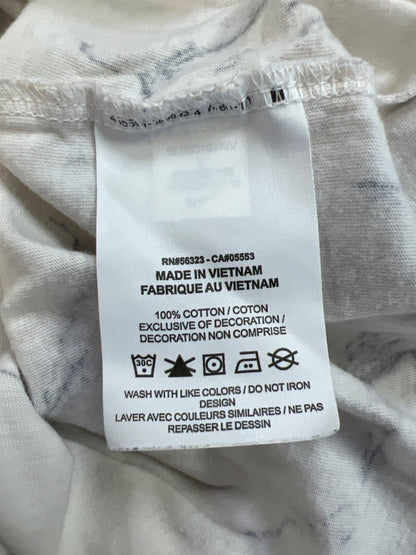 RN#56323 - CA#05553
MADE IN VIETNAM
FABRIQUE AU VIETNAM
100% COTTON / COTON
EXCLUSIVE OF DECORATION /
DECORATION NON COMPRISE
30C
WASH WITH LIKE COLORS / DO NOT IRON
DESIGN
LAVER AVEC COULEURS SIMILAIRES / NE PAS
REPASSER LE DESSIN